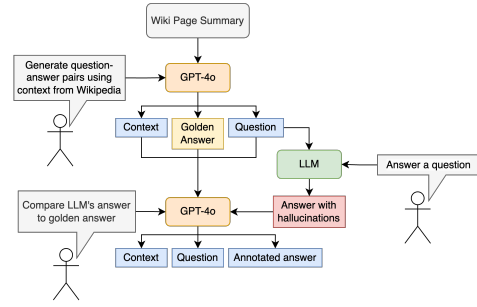 Wiki Page Summary
Generate question-
answer pairs using
context from Wikipedia
GPT-4o
Context
Golden
Answer
Question
LLM
Answer a question
Compare LLM's answer
to golden answer
GPT-4o
Answer with
hallucinations
Context
Question
Annotated answer